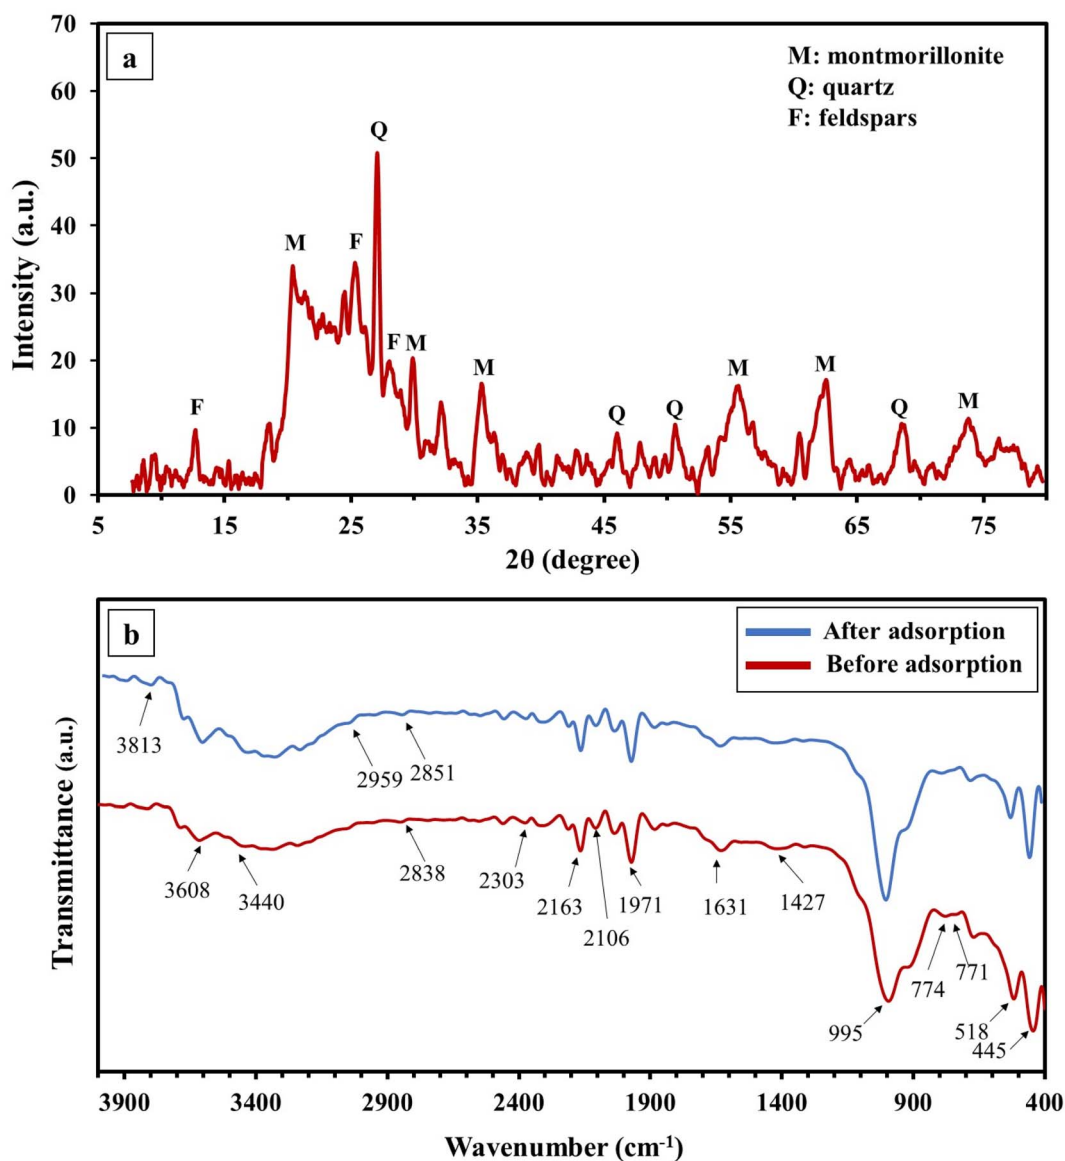 a
M: montmorillonite
Q: quartz
F: feldspars
Intensity (a.u.)
70
60
50
40
30
20
10
0
Q
M
F
F
M
F
M
Q
Q
M
M
Q
M
5 15 25 35 45 55 65 75
2θ (degree)
b
After adsorption
Before adsorption
Transmittance (a.u.)
3813
2959
2851
3608
3440
2838
2303
2163
2106
1971
1631
1427
995
774
771
518
445
3900 3400 2900 2400 1900 1400 900 400
Wavenumber (cm⁻¹)